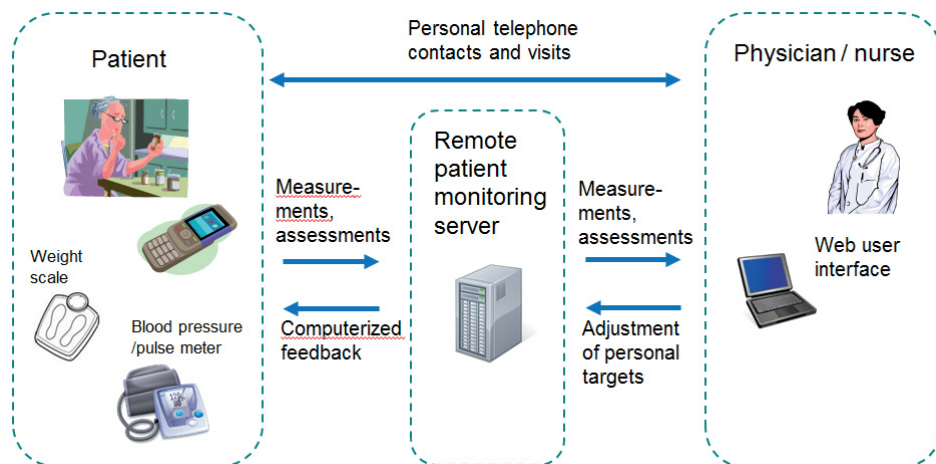 Personal telephone
contacts and visits
Patient
Physician / nurse
Remote
patient
monitoring
server
Measure-
ments,
assessments
Measure-
ments,
assessments
Weight
scale
Web user
interface
Blood pressure
/pulse meter
Computerized
feedback
Adjustment
of personal
targets